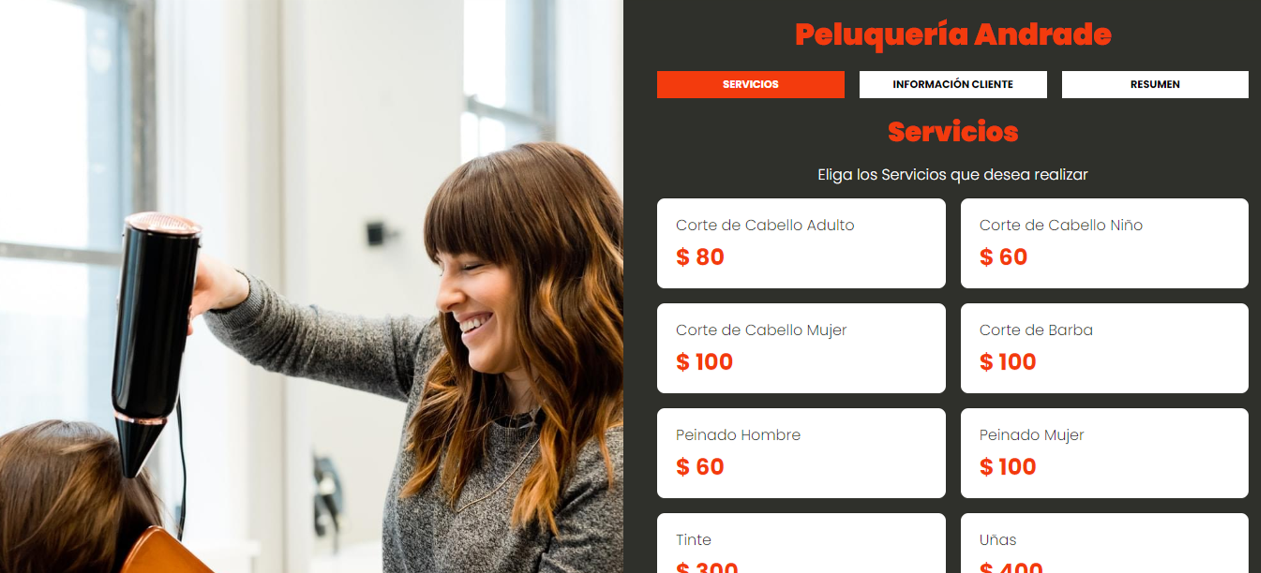 Peluquería Andrade
SERVICIOS
INFORMACIÓN CLIENTE
RESUMEN
Servicios
Eliga los Servicios que desea realizar
Corte de Cabello Adulto
$ 80
Corte de Cabello Niño
$ 60
Corte de Cabello Mujer
$ 100
Corte de Barba
$ 100
Peinado Hombre
$ 60
Peinado Mujer
$ 100
Tinte
$ 300
Uñas
$ 400